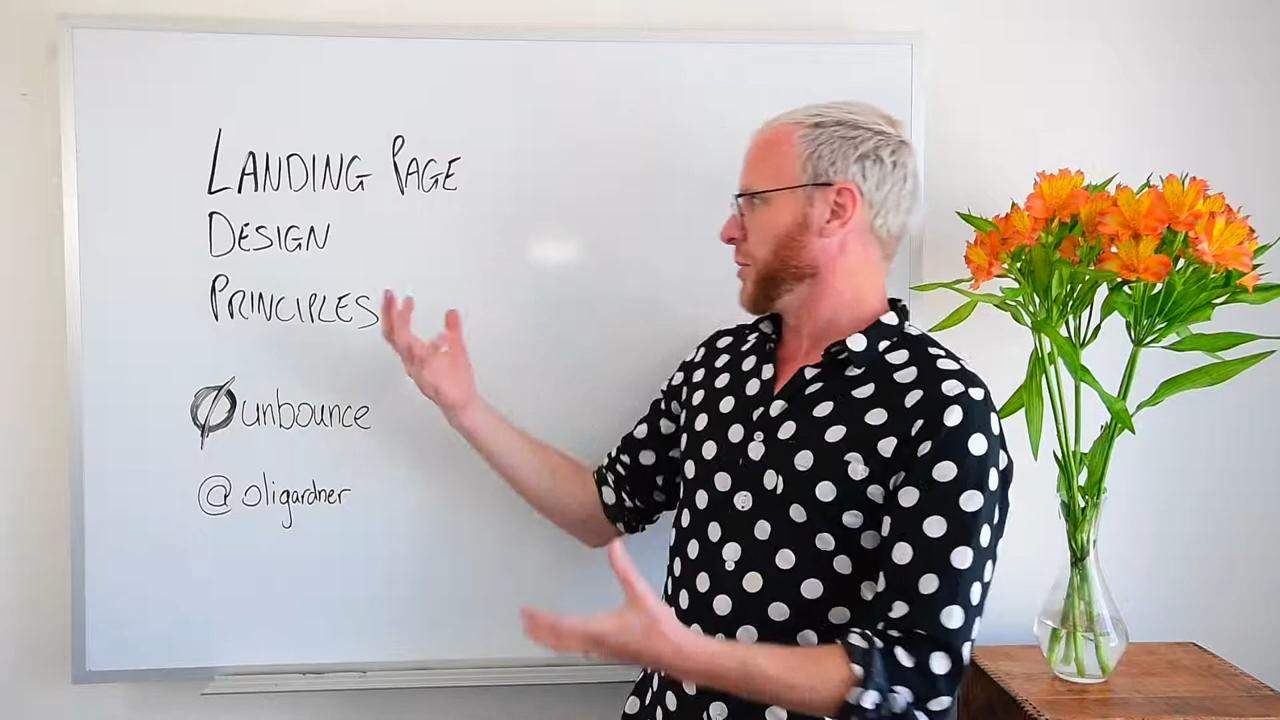 LANDING PAGE
DESIGN
PRINCIPLES
unbounce
@oligardner